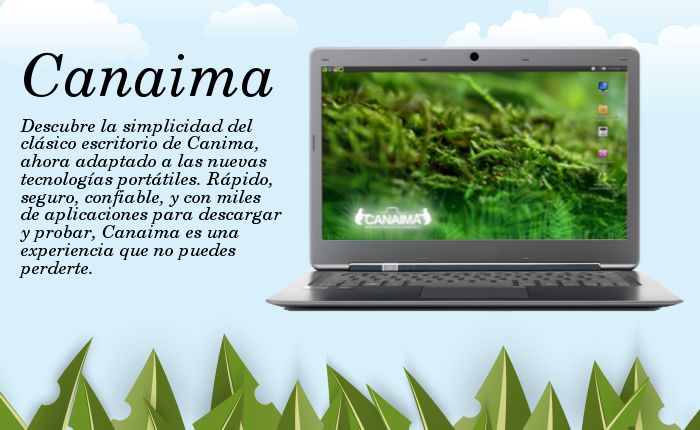 Canaima
Descubre la simplicidad del
clásico escritorio de Canima,
ahora adaptado a las nuevas
tecnologías portátiles. Rápido,
seguro, confiable, y con miles
de aplicaciones para descargar
y probar, Canaima es una
experiencia que no puedes
perderte.
CANAIMA